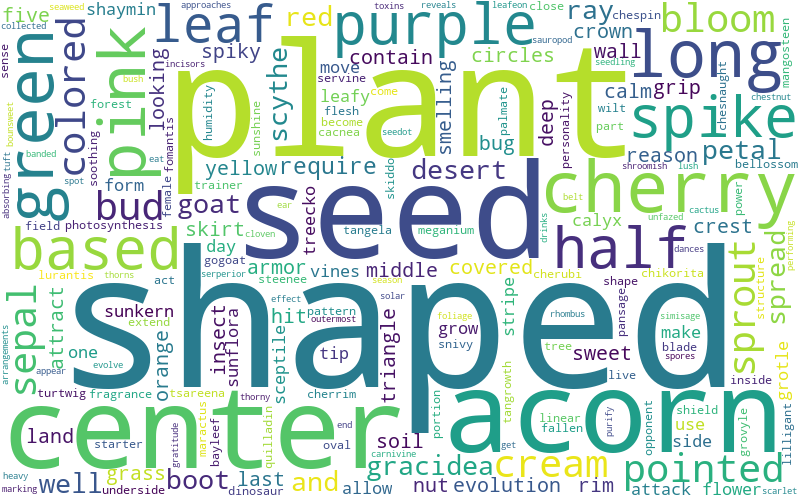 seaweed
collected
five
shaymin
approaches
leaf
toxins
reveals
purple
leafeon
close
chespin
ray
bloom
sauropod
seedling
crown
long
mangosteen
sense
incisors
spiky
contain
red
circles
wall
green
pink
colored
looking
bush
humidity
move
servine
scythe
plant
smelling
bug
palmate
deep
calm
grip
personality
wilt
part
chesnaught
chestnut
spike
forest
leafy
sunshine
flesh
become
come
cacnea
seedot
reason
petal
bounsweet
tuft
banded
soothing
absorbing
spot
eat
female
fomantis
yellow
require
trainer
skiddo
desert
shroomish
lush
bellossom
form
bud
goat
ear
belt
cactus
power
cherry
seed
field
photosynthesis
skirt
treecko
tangela
meganium
drinks
calyx
unfazed
crest
dances
performing
based
day
cloven
gogoat
armor
vines
middle
covered
cherubi
half
chikorita
structure
spread
lurantis
thorns
serperior
act
steenee
sepal
attract
sunkern
extend
effect
season
solar
hit
pattern
outermost
shaped
foliage
grow
snivy
stripe
rhombus
shape
pansage
simisage
make
blade
spores
sprout
arrangements
one
evolve
appear
orange
insect
sunflora
sceptile
tip
triangle
sweet
tree
live
inside
grotle
turtwig
fragrance
tsareena
cherrim
thorny
portion
tangrowth
linear
fallen
purify
opponent
shield
use
grovyle
lilligant
center
acorn
land
starter
gratitude
maractus
bayleef
quilladin
oval
end
soil
carnivine
get
side
heavy
marking
well
grass
underside
boot
last
dinosaur
and
allow
gracidea
nut
cream
evolution
rim
pointed
attack
flower
scarlet